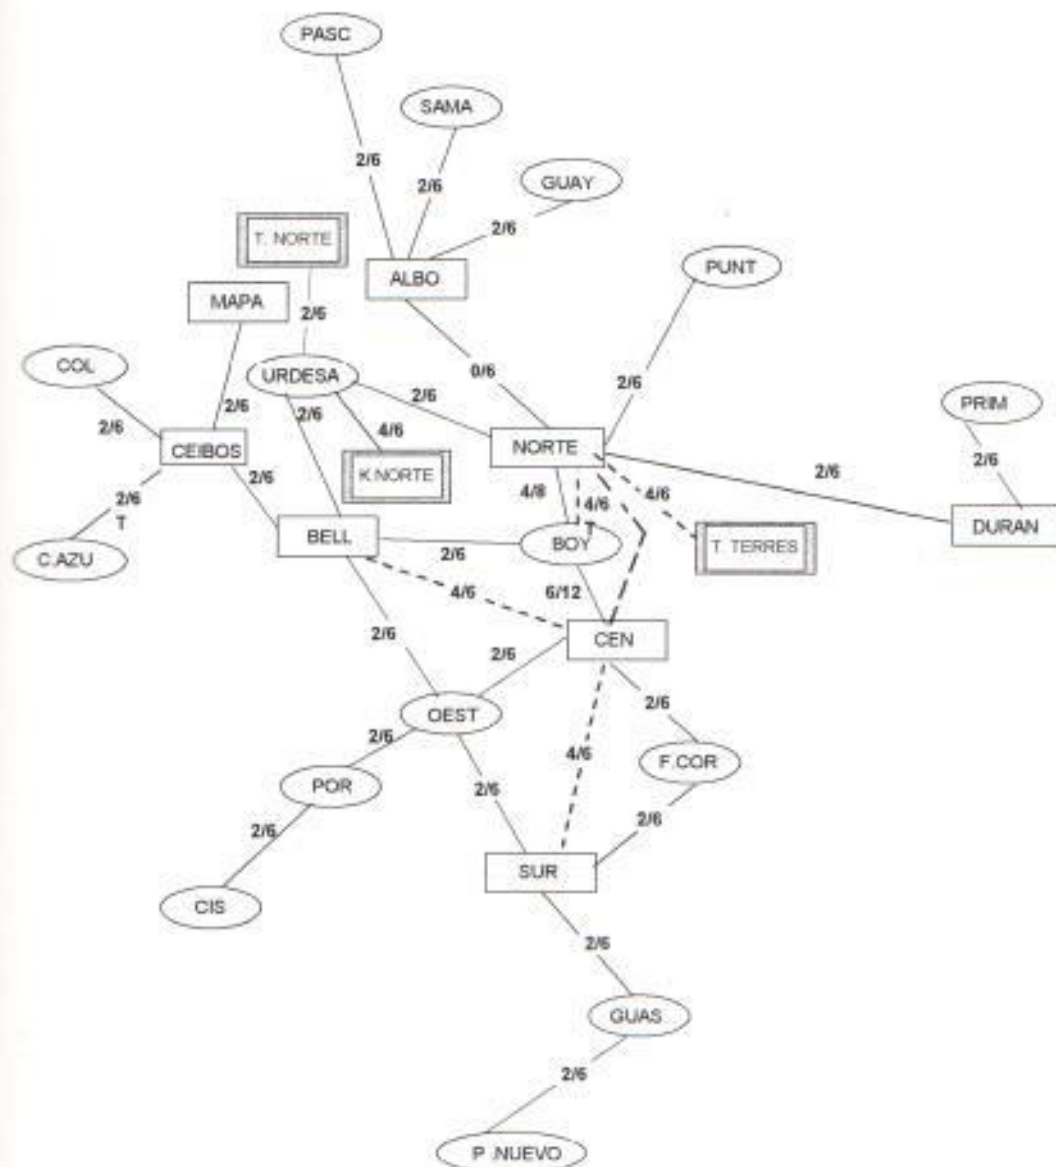 PASC
SAMA
2/6
2/6
GUAY
T. NORTE
2/6
ALBO
PUNT
MAPA
2/6
COL
URDESA
0/6
2/6
2/6
PRIM
2/6
2/6
2/6
4/6
NORTE
CEIBOS
2/6
K.NORTE
2/6
2/6
2/6
4/8
4/6
4/6
T
2/6
T
BELL
DURAN
C.AZU
2/6
BOY
T. TERRES
4/6
6/12
CEN
2/6
2/6
2/6
OEST
2/6
4/6
F.COR
POR
2/6
2/6
2/6
SUR
CIS
2/6
GUAS
2/6
P .NUEVO